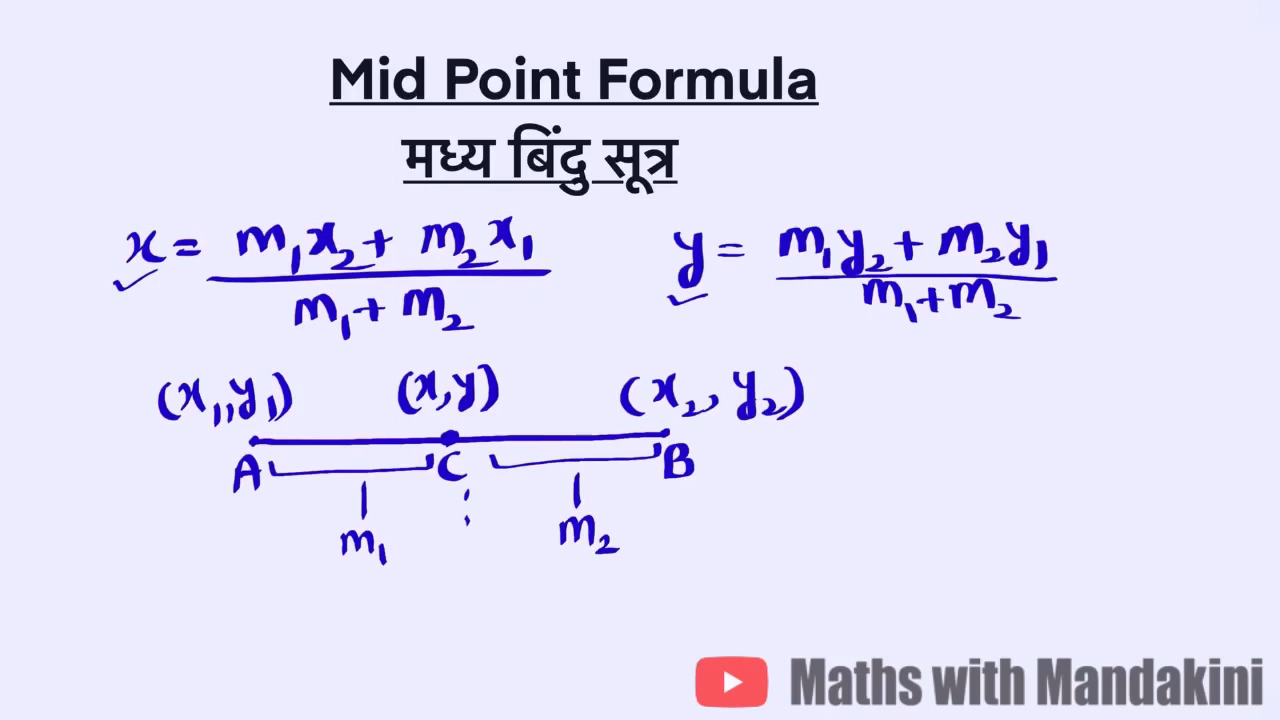 Mid Point Formula
मध्य बिंदु सूत्र
x = m₁x₂ + m₂x₁ / m₁ + m₂
y = m₁y₂ + m₂y₁ / m₁ + m₂
(x₁, y₁) (x, y) (x₂, y₂)
A C B
m₁ : m₂
Maths with Mandakini